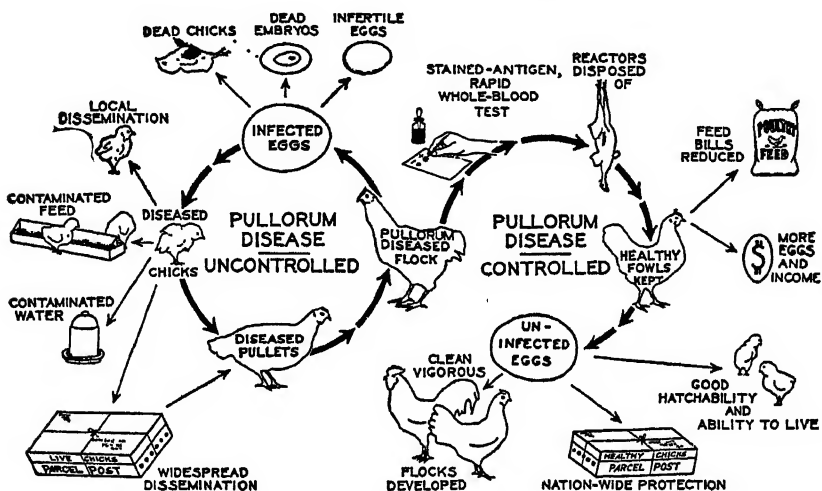 DEAD CHICKS
DEAD
EMBRYOS
INFERTILE
EGGS
LOCAL
DISSEMINATION
INFECTED
EGGS
STAINED-ANTIGEN,
RAPID
WHOLE-BLOOD
TEST
REACTORS
DISPOSED
OF
FEED
BILLS
REDUCED
POULTRY
FEED
CONTAMINATED
FEED
DISEASED
CHICKS
PULLORUM
DISEASE
UNCONTROLLED
PULLORUM
DISEASED
FLOCK
PULLORUM
DISEASE
CONTROLLED
HEALTHY
FOWLS
KEPT
$
MORE
EGGS
AND
INCOME
CONTAMINATED
WATER
DISEASED
PULLETS
UN-
INFECTED
EGGS
CLEAN
VIGOROUS
FLOCKS
DEVELOPED
GOOD
HATCHABILITY
AND
ABILITY TO LIVE
LIVE CHICKS
PARCEL POST
WIDESPREAD
DISSEMINATION
HEALTHY CHICKS
PARCEL POST
NATION-WIDE PROTECTION